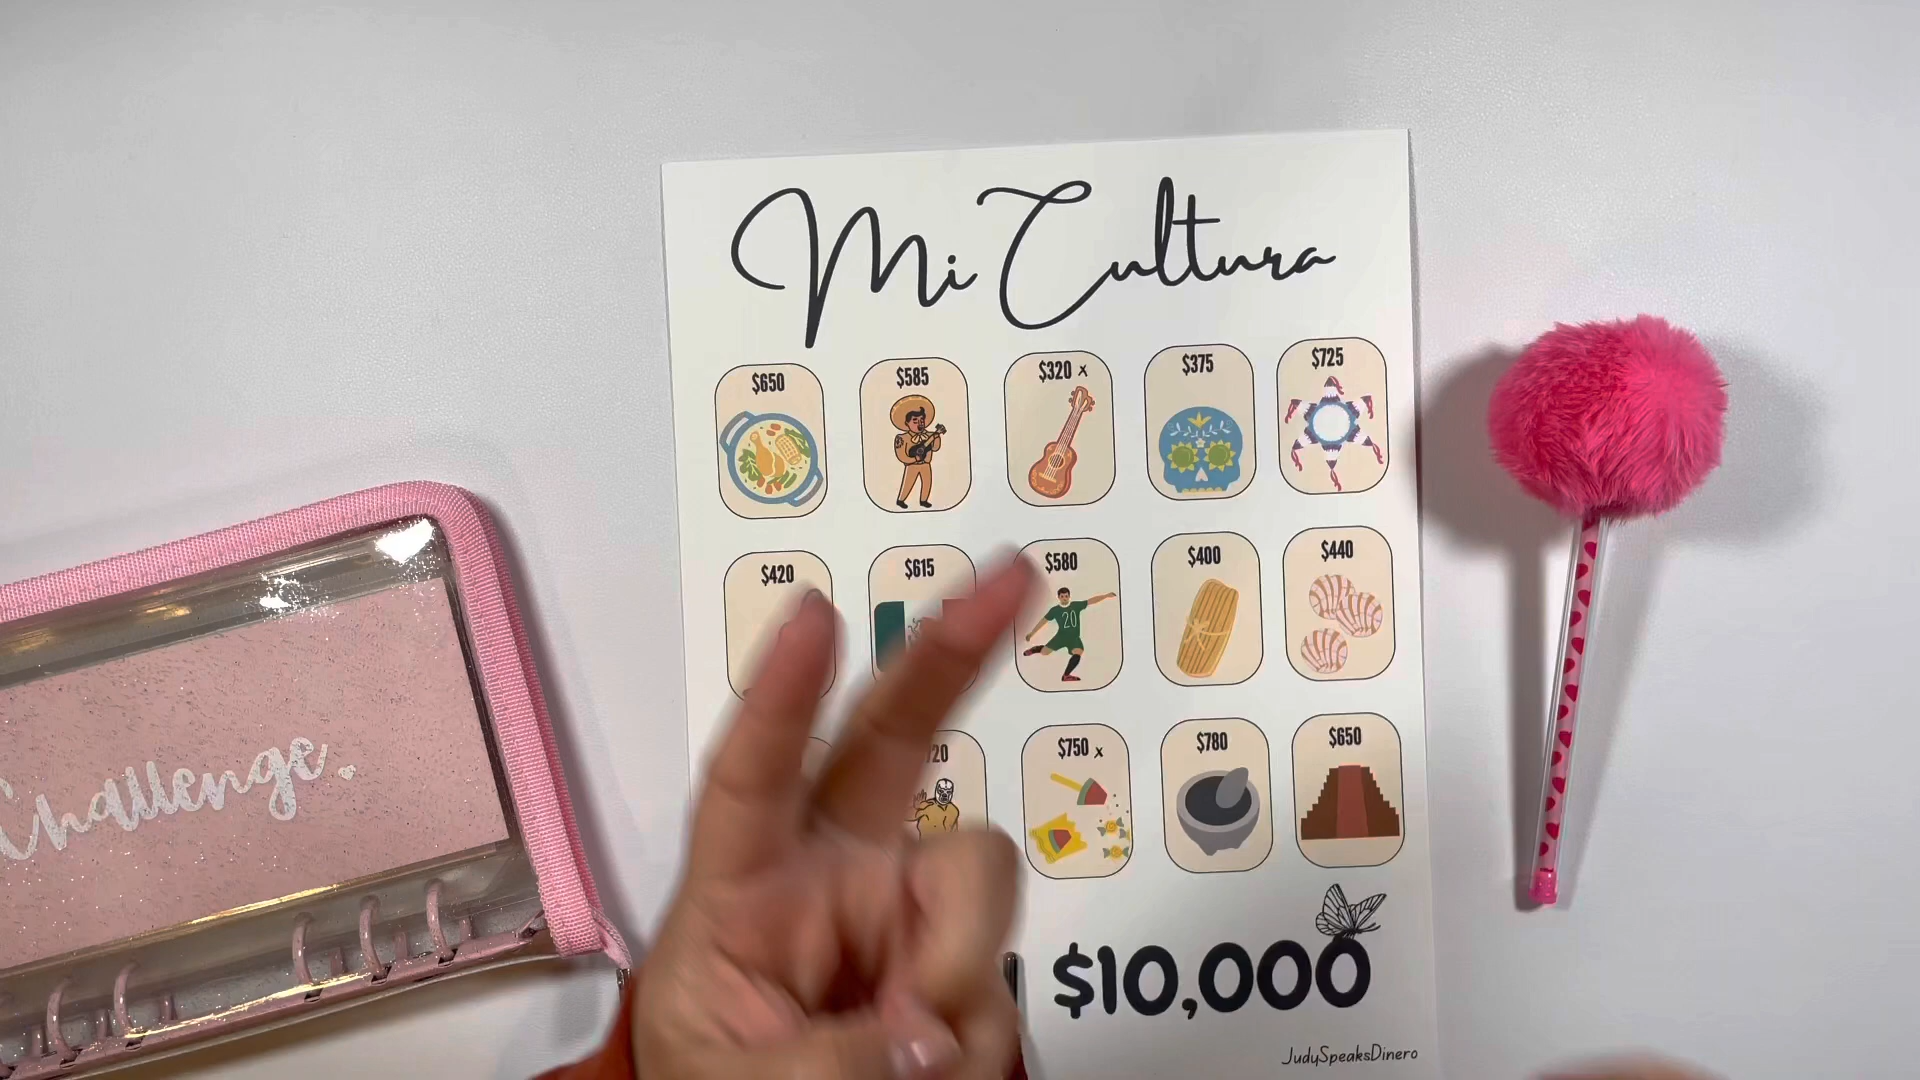 Mi Cultura
$650 $585 $320 x $375 $725
$420 $615 $580 $400 $440
20
$750 x $780 $650
$10,000
JudySpeaksDinero
Challenge.